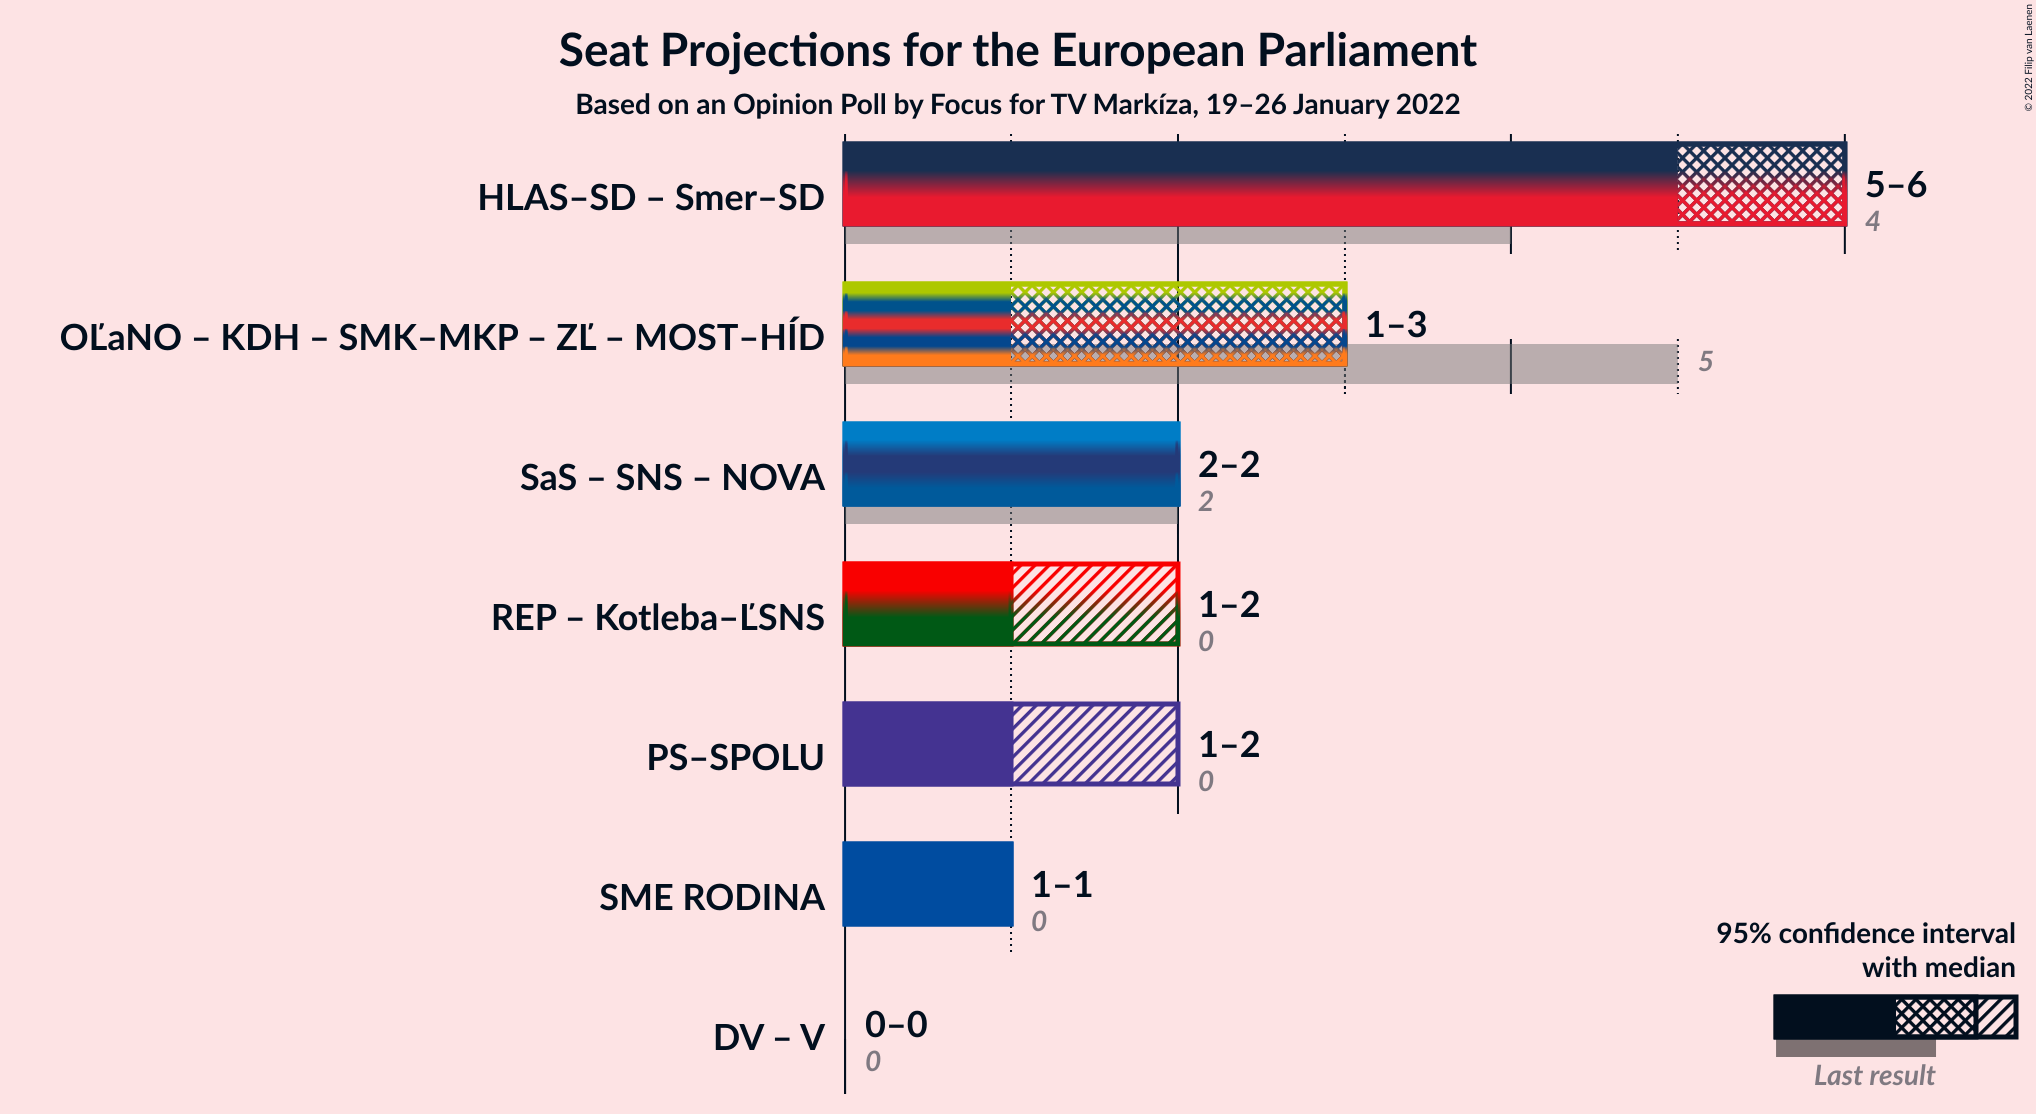 Seat Projections for the European Parliament
Based on an Opinion Poll by Focus for TV Markíza, 19–26 January 2022
© 2022 Filip van Laenen
HLAS–SD – Smer–SD
5–6
4
OĽaNO – KDH – SMK–MKP – ZĽ – MOST–HÍD
1–3
5
SaS – SNS – NOVA
2–2
2
REP – Kotleba–ĽSNS
1–2
0
PS–SPOLU
1–2
0
SME RODINA
1–1
0
DV – V
0–0
0
95% confidence interval
with median
Last result